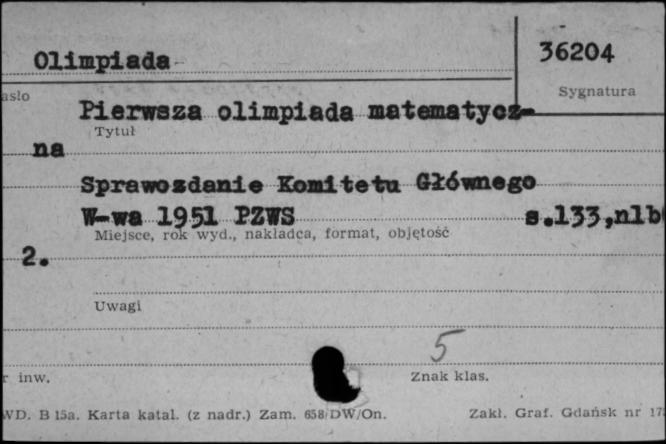 Olimpiada
36204
asło
Sygnatura
Pierwsza olimpiada matematycz-
Tytuł
na
Sprawozdanie Komitetu Głównego
W-wa 1951 PZWS s.133,nlb
Miejsce, rok wyd., nakładca, format, objętość
2.
Uwagi
5
r inw.
Znak klas.
WD. B 15a. Karta katal. (z nadr.) Zam. 658/DW/On. Zakł. Graf. Gdańsk nr 17